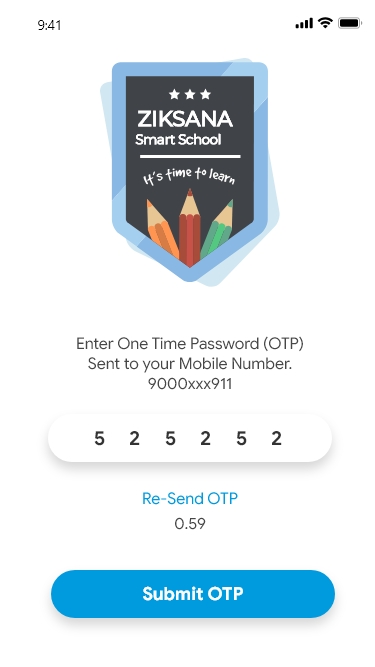 9:41
ZIKSANA
Smart School
It's time to learn
Enter One Time Password (OTP)
Sent to your Mobile Number.
9000xxx911
5 2 5 2 5 2
Re-Send OTP
0.59
Submit OTP